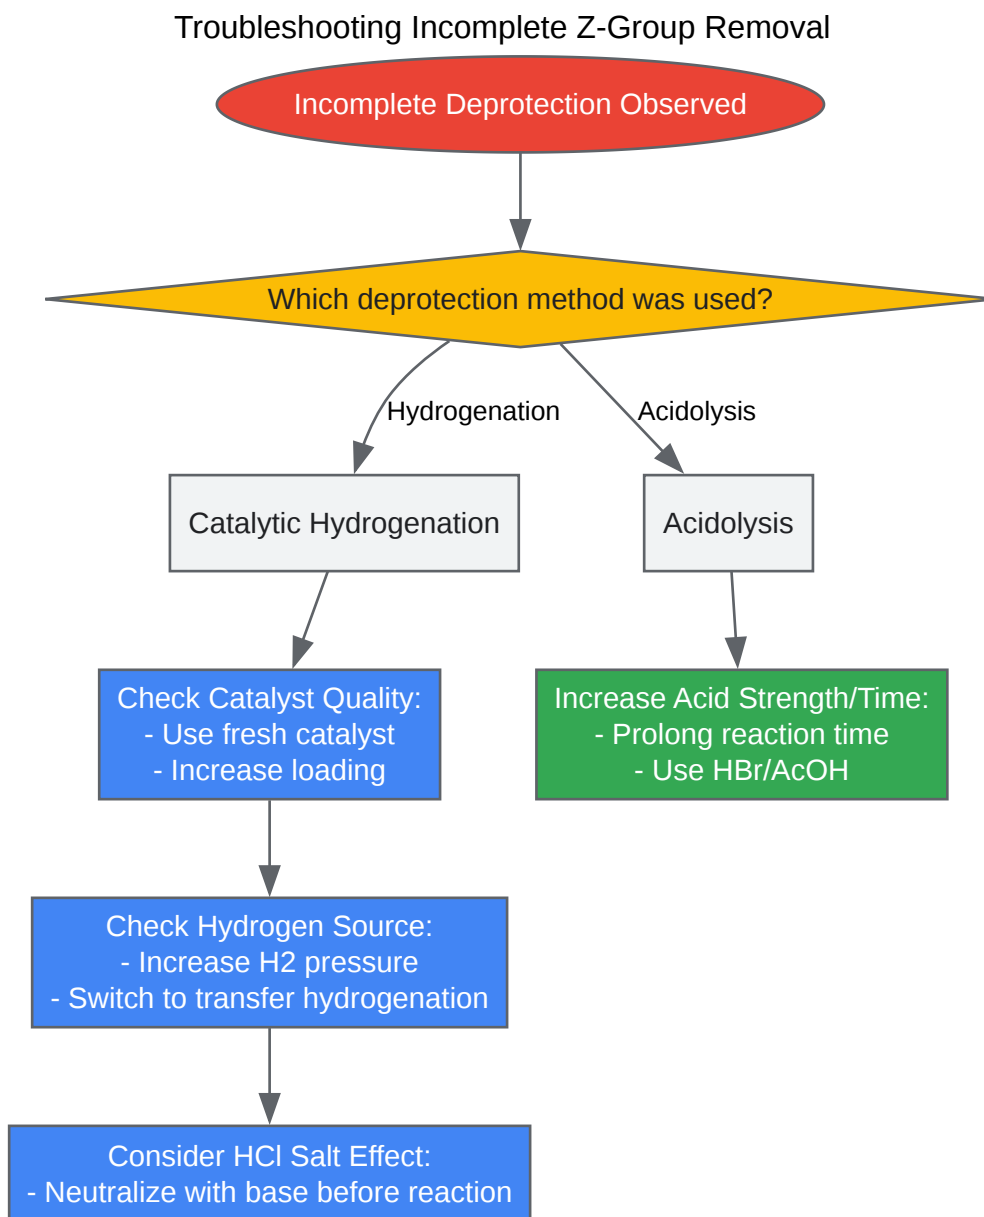 Troubleshooting Incomplete Z-Group Removal
Incomplete Deprotection Observed
Which deprotection method was used?
Hydrogenation
Acidolysis
Catalytic Hydrogenation
Acidolysis
Check Catalyst Quality:
- Use fresh catalyst
- Increase loading
Increase Acid Strength/Time:
- Prolong reaction time
- Use HBr/AcOH
Check Hydrogen Source:
- Increase H2 pressure
- Switch to transfer hydrogenation
Consider HCl Salt Effect:
- Neutralize with base before reaction